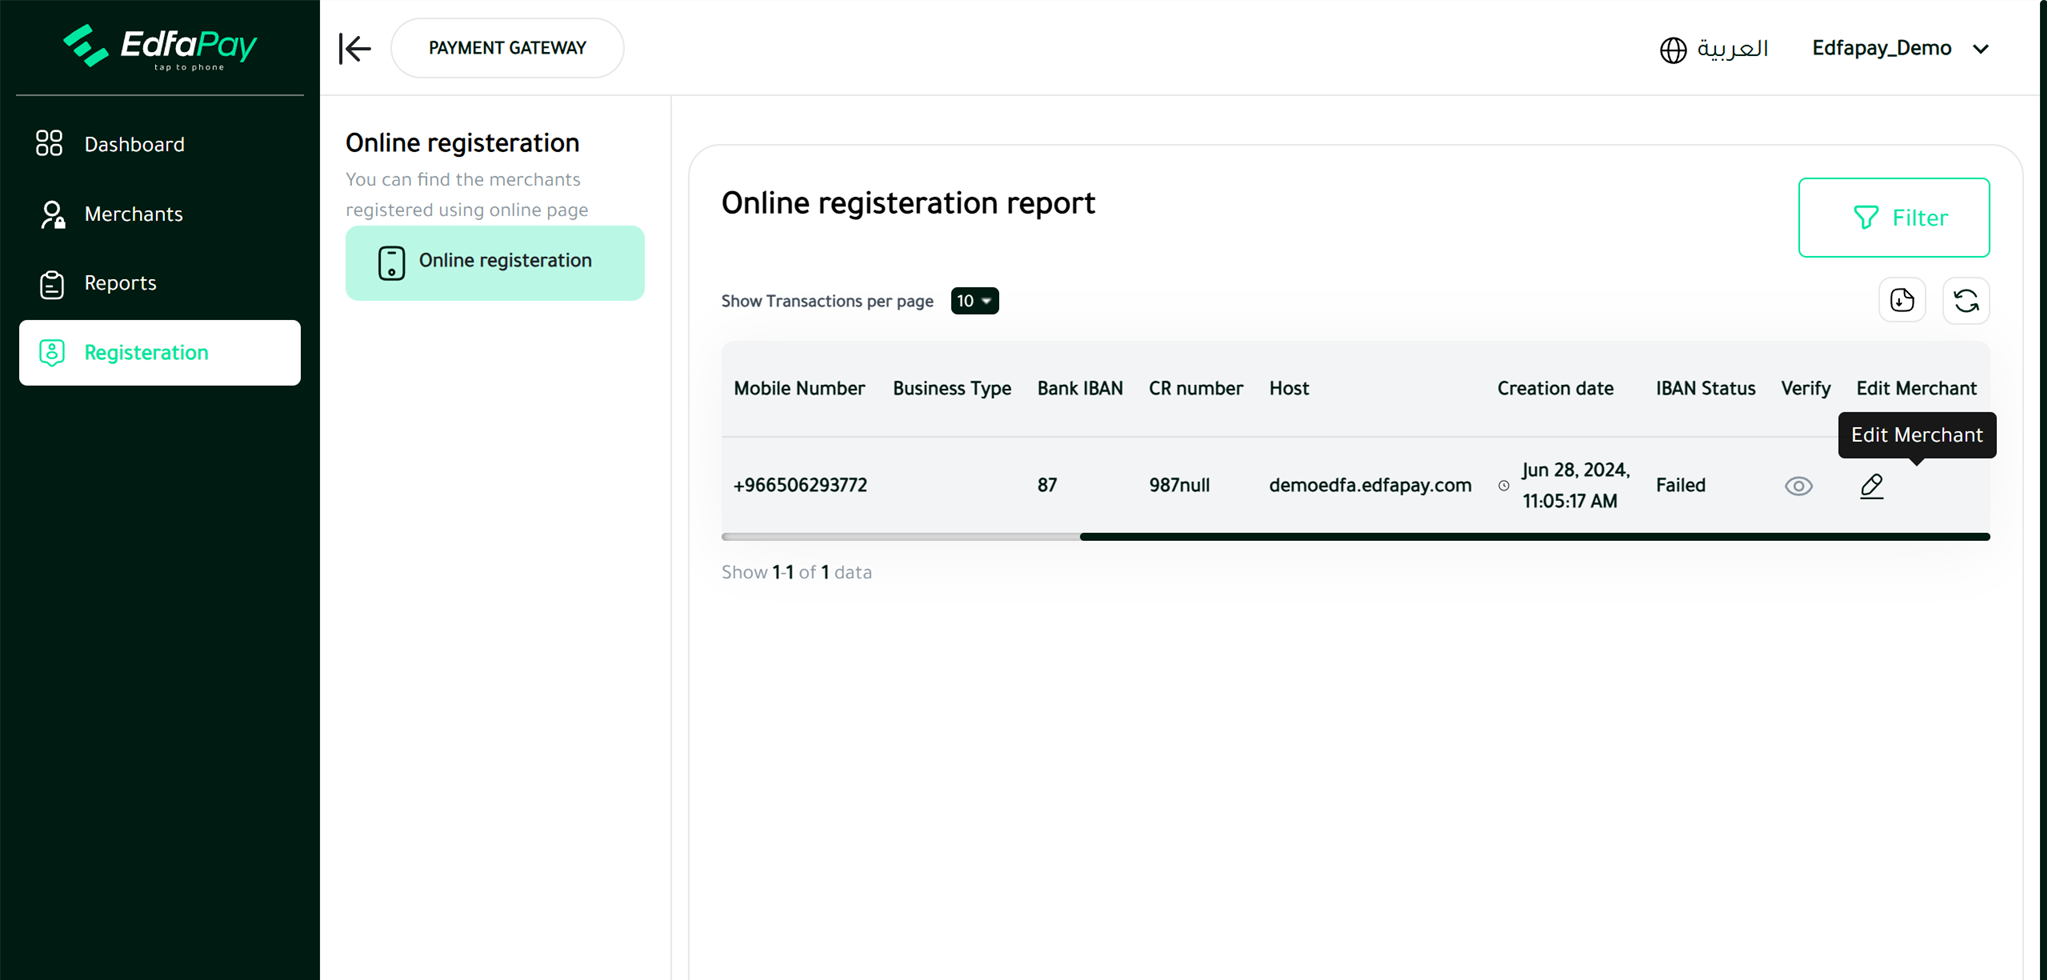 EdfaPay
tap to phone
PAYMENT GATEWAY
العربية
Edfapay_Demo
Dashboard
Merchants
Reports
Registeration
Online registeration
You can find the merchants
registered using online page
Online registeration
Online registeration report
Filter
Show Transactions per page 10
Mobile Number Business Type Bank IBAN CR number Host Creation date IBAN Status Verify Edit Merchant
Edit Merchant
+966506293772 87 987null demoedfa.edfapay.com Jun 28, 2024, Failed
11:05:17 AM
Show 1-1 of 1 data